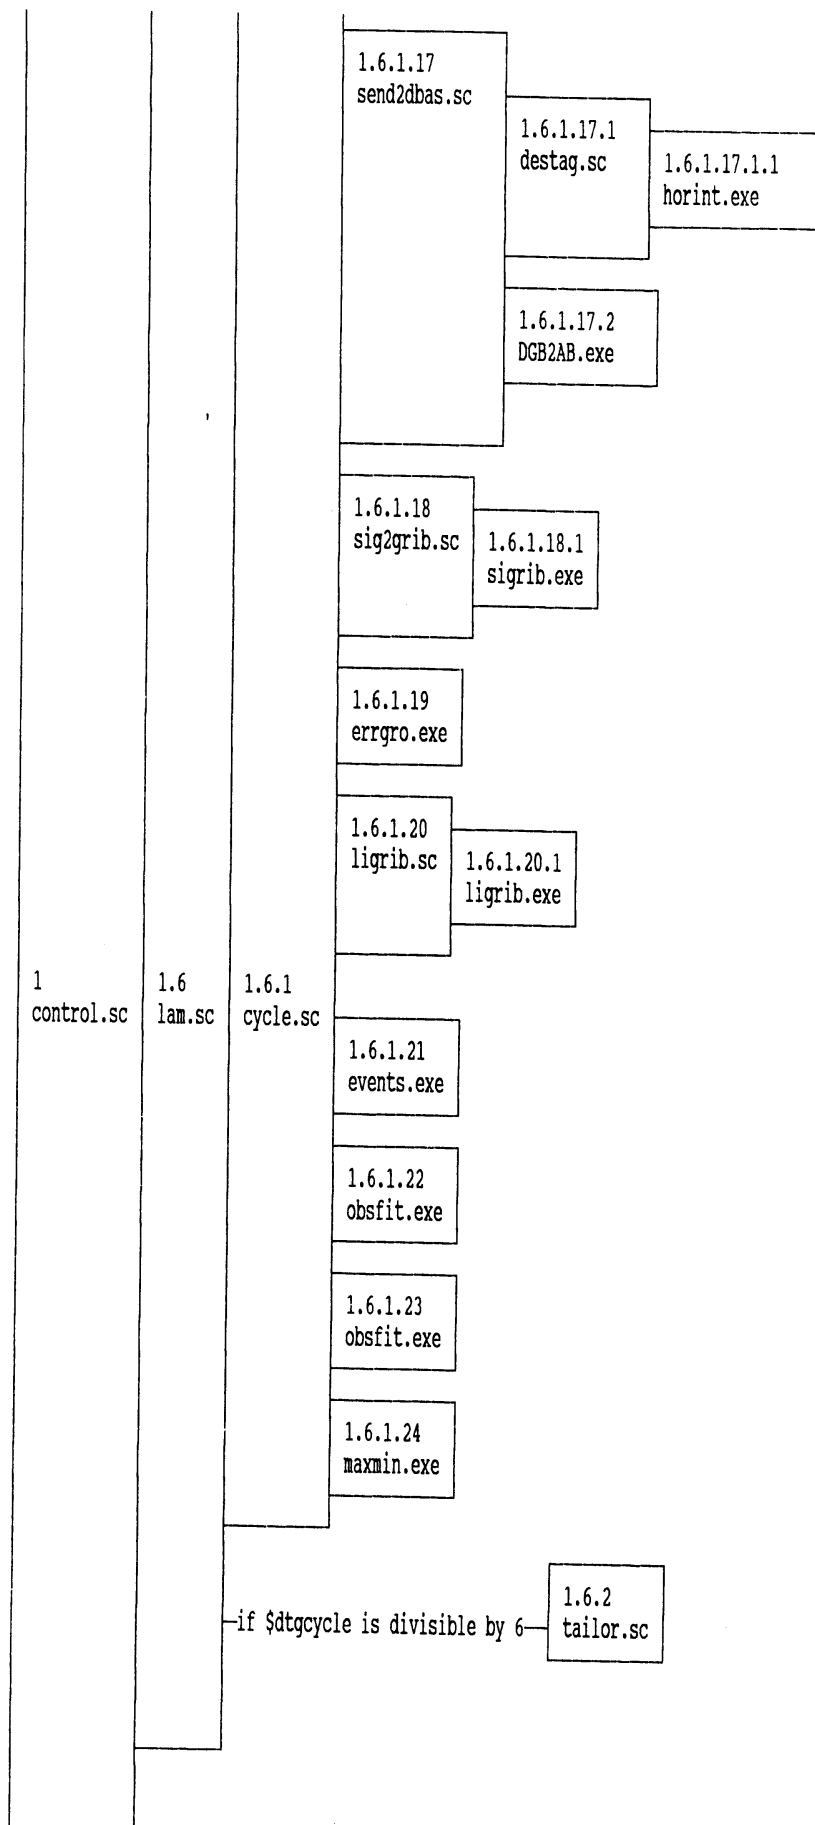 1.6.1.17
send2dbas.sc
1.6.1.17.1
destag.sc
1.6.1.17.1.1
horint.exe
1.6.1.17.2
DGB2AB.exe
1.6.1.18
sig2grib.sc
1.6.1.18.1
sigrib.exe
1.6.1.19
errgro.exe
1.6.1.20
ligrib.sc
1.6.1.20.1
ligrib.exe
1
control.sc
1.6
lam.sc
1.6.1
cycle.sc
1.6.1.21
events.exe
1.6.1.22
obsfit.exe
1.6.1.23
obsfit.exe
1.6.1.24
maxmin.exe
if $dtgcycle is divisible by 6
1.6.2
tailor.sc